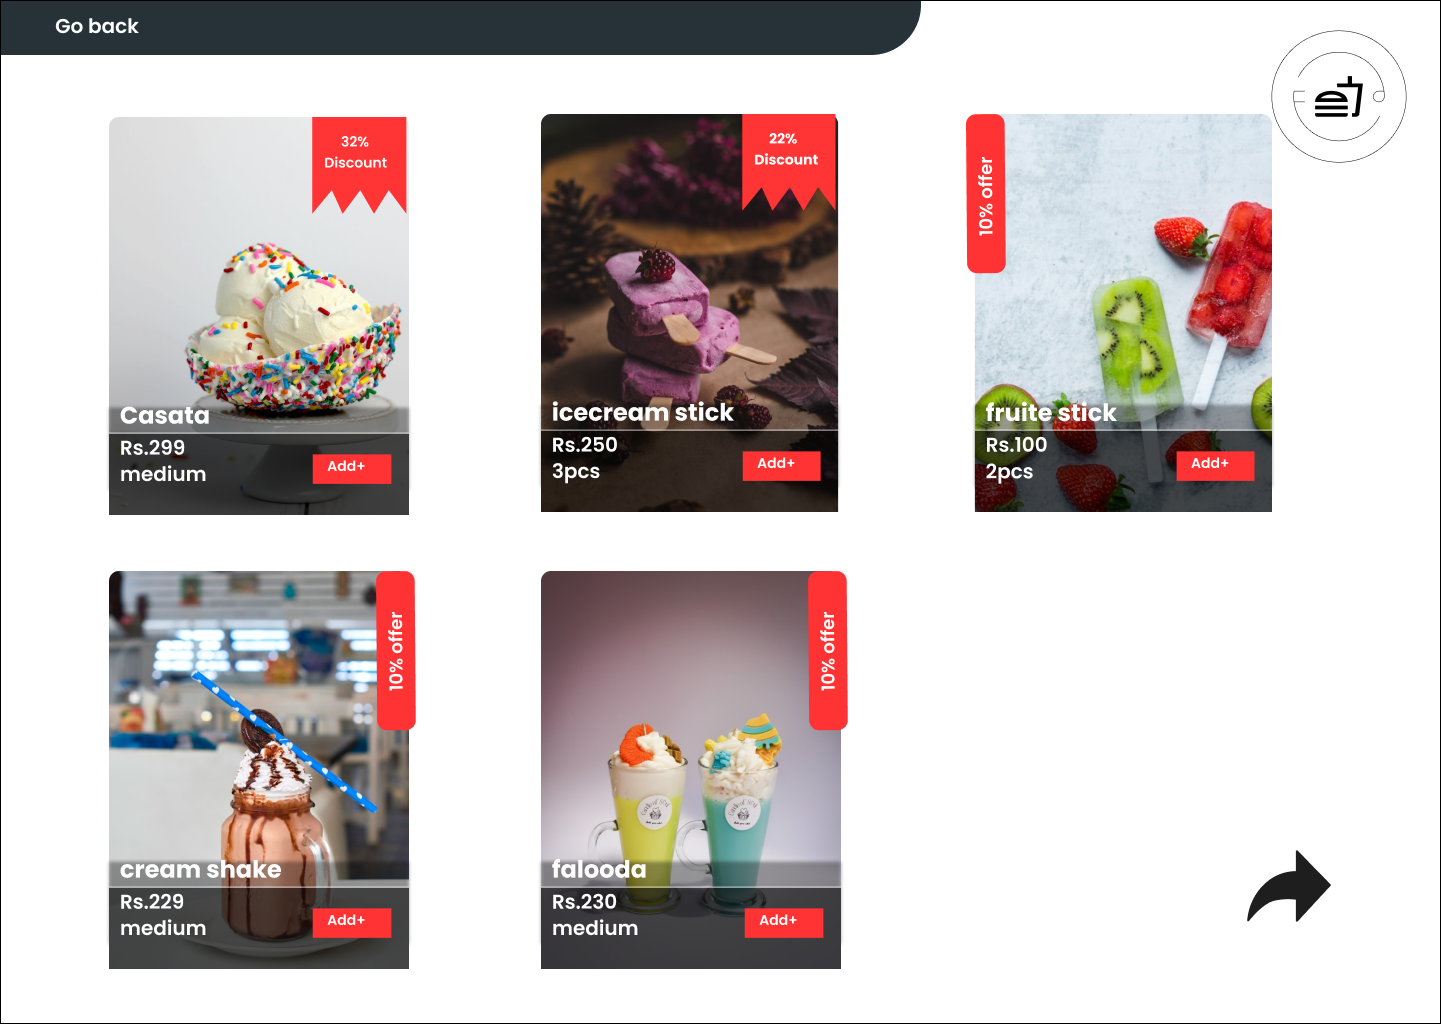 Go back
32%
Discount
Casata
Rs.299
medium
Add+
22%
Discount
icecream stick
Rs.250
3pcs
Add+
10% offer
fruite stick
Rs.100
2pcs
Add+
10% offer
cream shake
Rs.229
medium
Add+
10% offer
falooda
Rs.230
medium
Add+